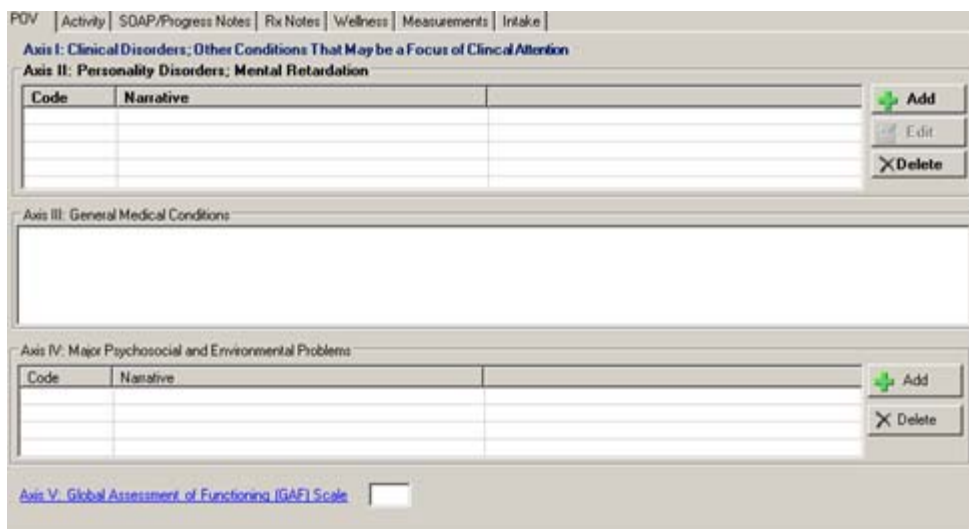 POV Activity SOAP/Progress Notes Rx Notes Wellness Measurements Intake
Axis I: Clinical Disorders; Other Conditions That May be a Focus of Clincal Attention
Axis II: Personality Disorders; Mental Retardation
Code Narrative Add
Edit
Delete
Axis III: General Medical Conditions
Axis IV: Major Psychosocial and Environmental Problems
Code Narrative Add
Delete
Axis V: Global Assessment of Functioning (GAF) Scale